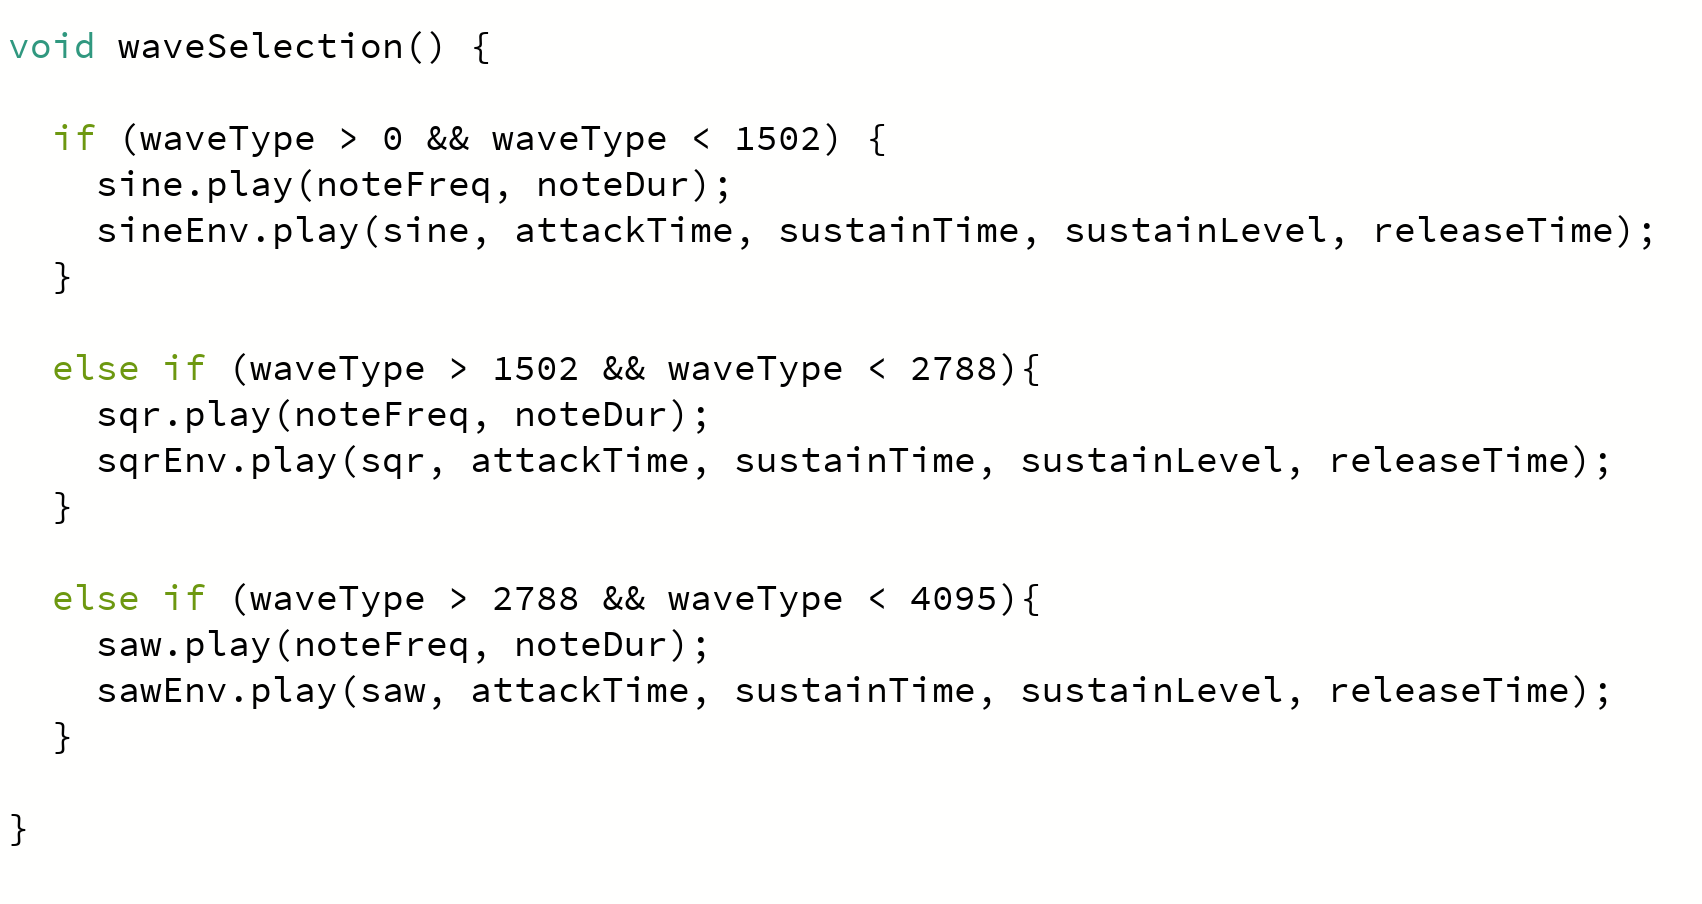 void waveSelection() {
if (waveType > 0 && waveType < 1502) {
sine.play(noteFreq, noteDur);
sineEnv.play(sine, attackTime, sustainTime, sustainLevel, releaseTime);
}
else if (waveType > 1502 && waveType < 2788){
sqr.play(noteFreq, noteDur);
sqrEnv.play(sqr, attackTime, sustainTime, sustainLevel, releaseTime);
}
else if (waveType > 2788 && waveType < 4095){
saw.play(noteFreq, noteDur);
sawEnv.play(saw, attackTime, sustainTime, sustainLevel, releaseTime);
}
}